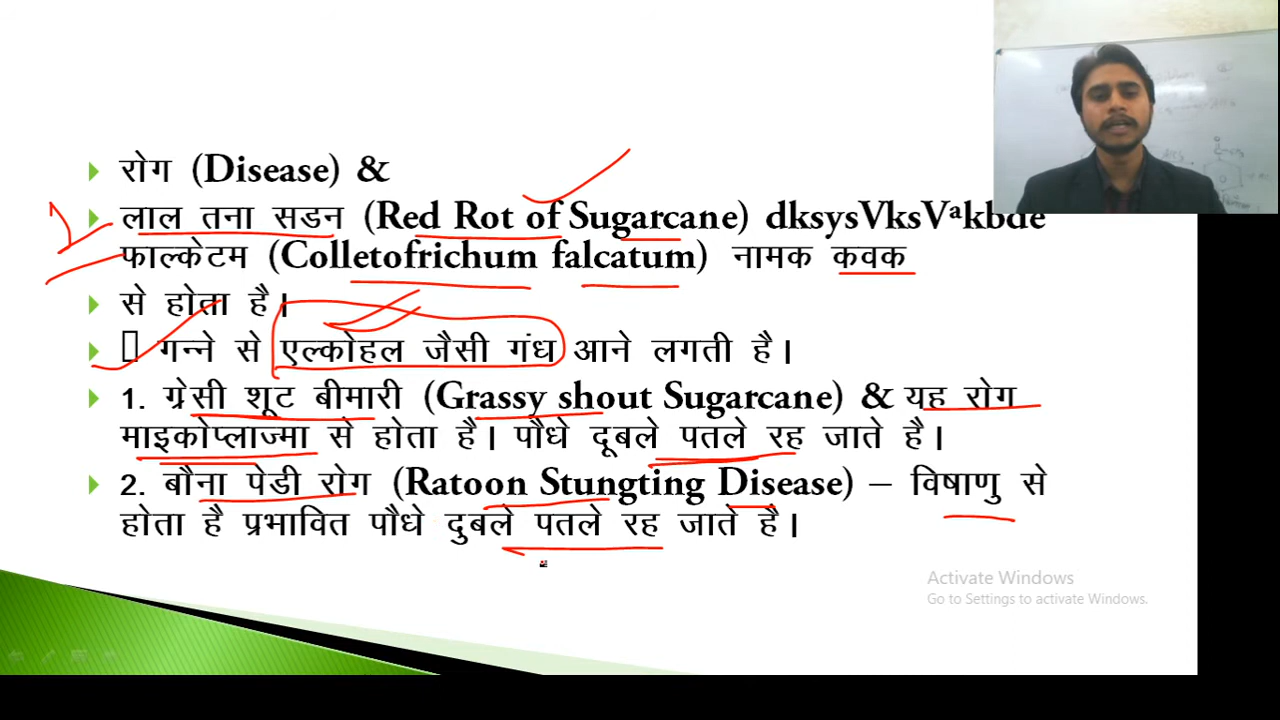 रोग (Disease) &
लाल तना सडन (Red Rot of Sugarcane) dksysVksVªkbde
फाल्केटम (Colletofrichum falcatum) नामक कवक
से होता है।
गन्ने से एल्कोहल जैसी गंध आने लगती है।
1. ग्रेसी शूट बीमारी (Grassy shout Sugarcane) & यह रोग
माइकोप्लाज्मा से होता है। पौधे दूबले पतले रह जाते है।
2. बौना पेडी रोग (Ratoon Stungting Disease) – विषाणु से
होता है प्रभावित पौधे दुबले पतले रह जाते है।
Activate Windows
Go to Settings to activate Windows.